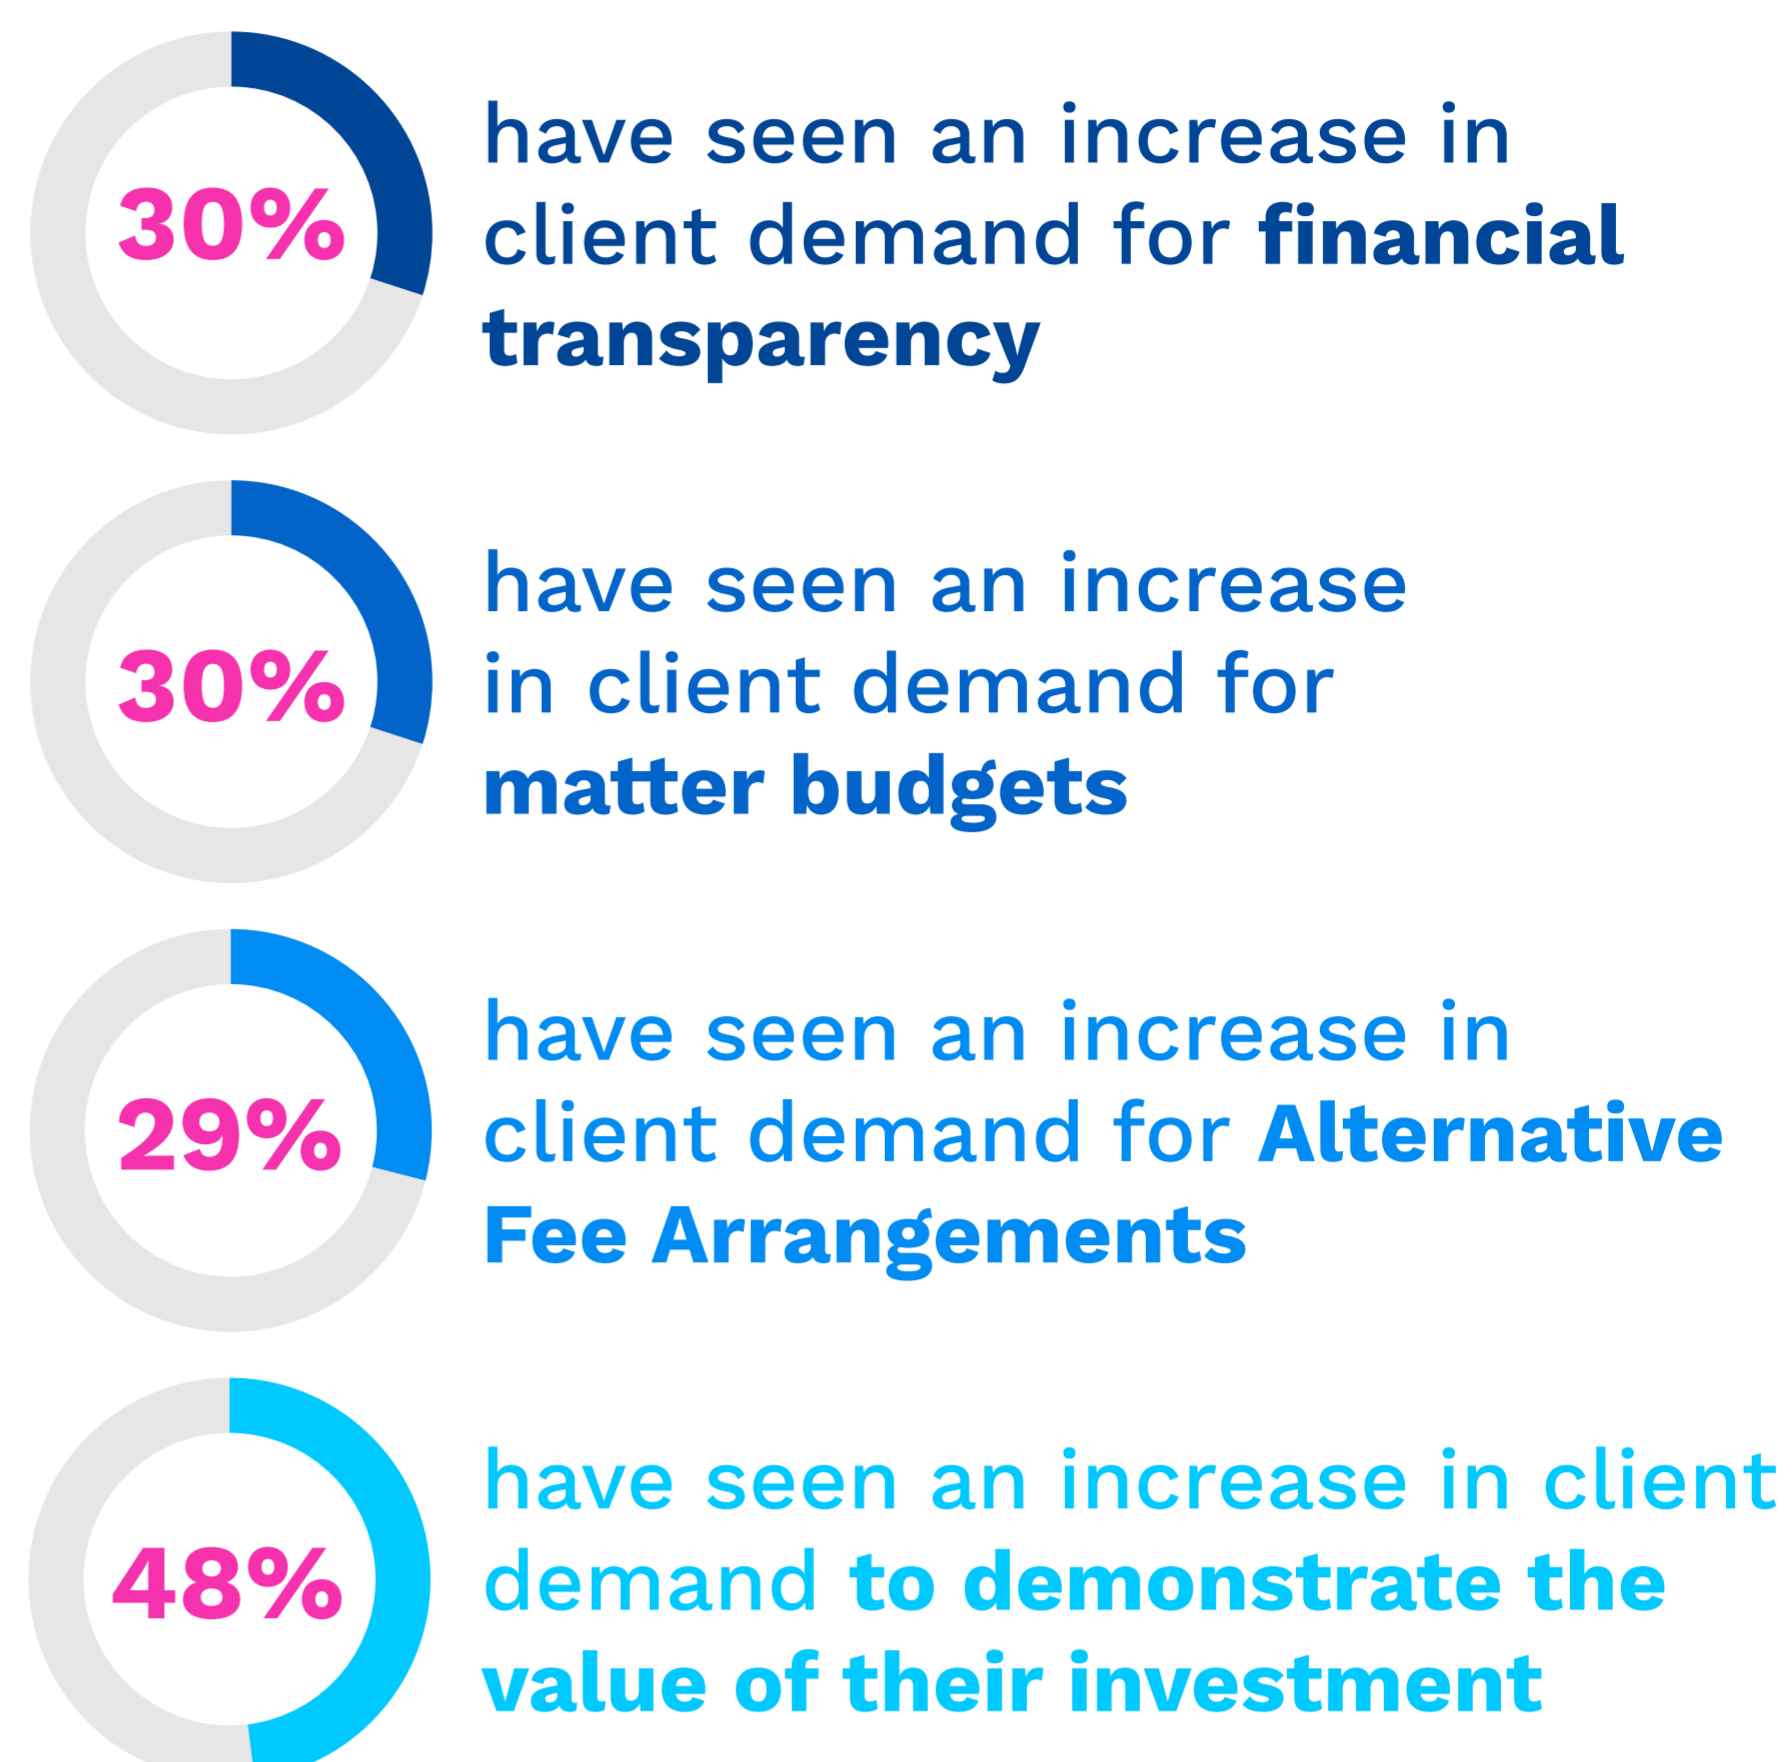 30%
have seen an increase in
client demand for financial
transparency
30%
have seen an increase
in client demand for
matter budgets
29%
have seen an increase in
client demand for Alternative
Fee Arrangements
48%
have seen an increase in client
demand to demonstrate the
value of their investment